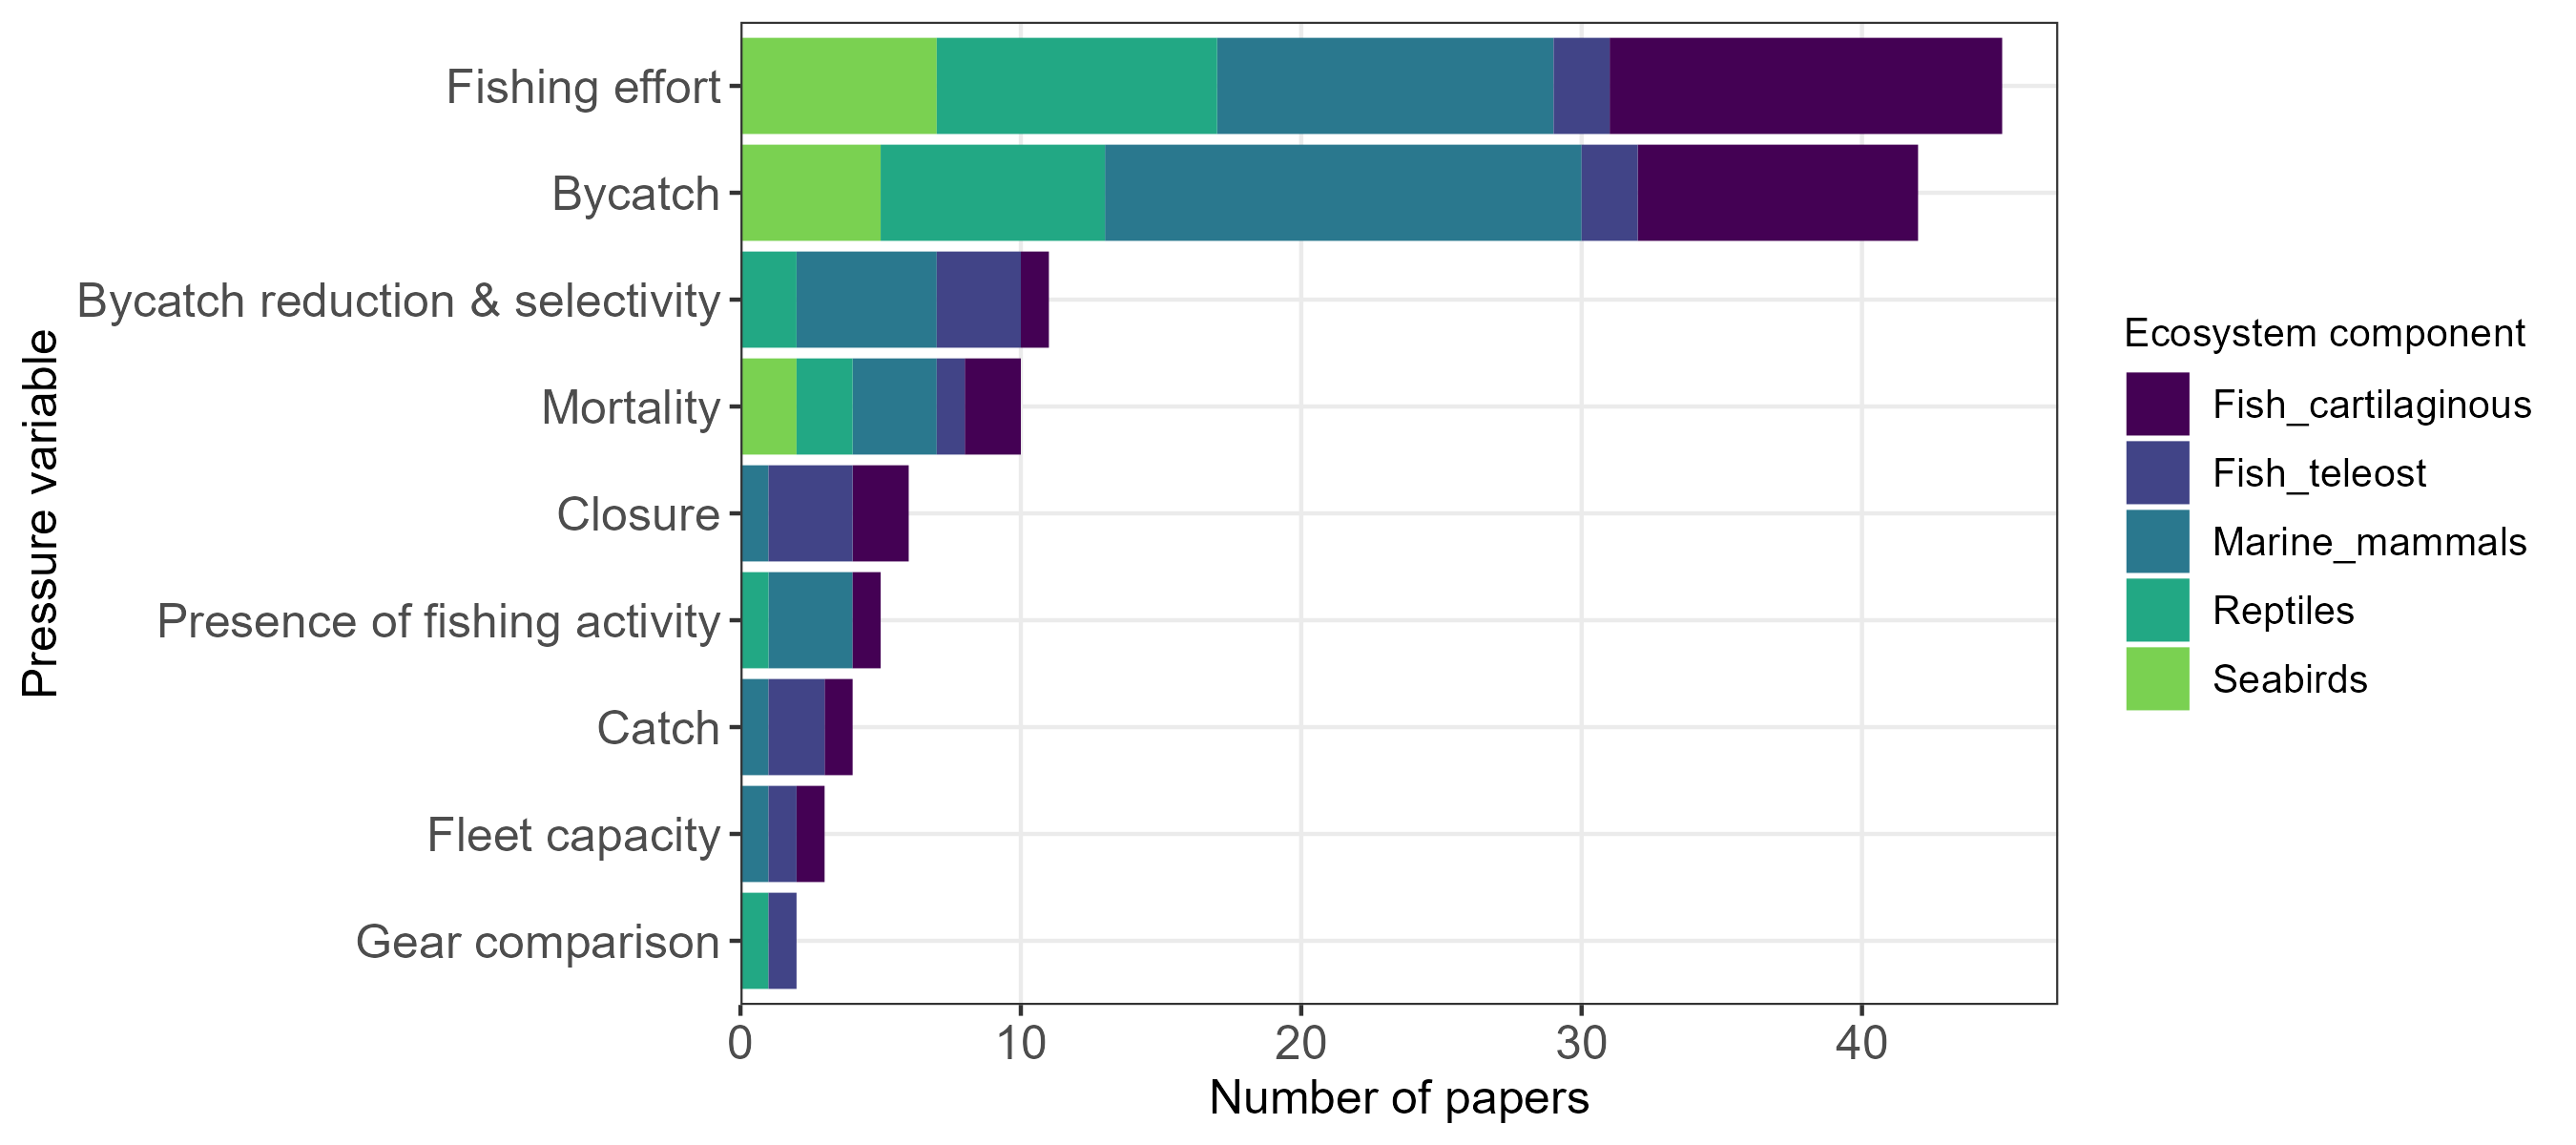 Pressure variable
Fishing effort
Bycatch
Bycatch reduction & selectivity
Mortality
Closure
Presence of fishing activity
Catch
Fleet capacity
Gear comparison
0 10 20 30 40
Number of papers
Ecosystem component
Fish_cartilaginous
Fish_teleost
Marine_mammals
Reptiles
Seabirds